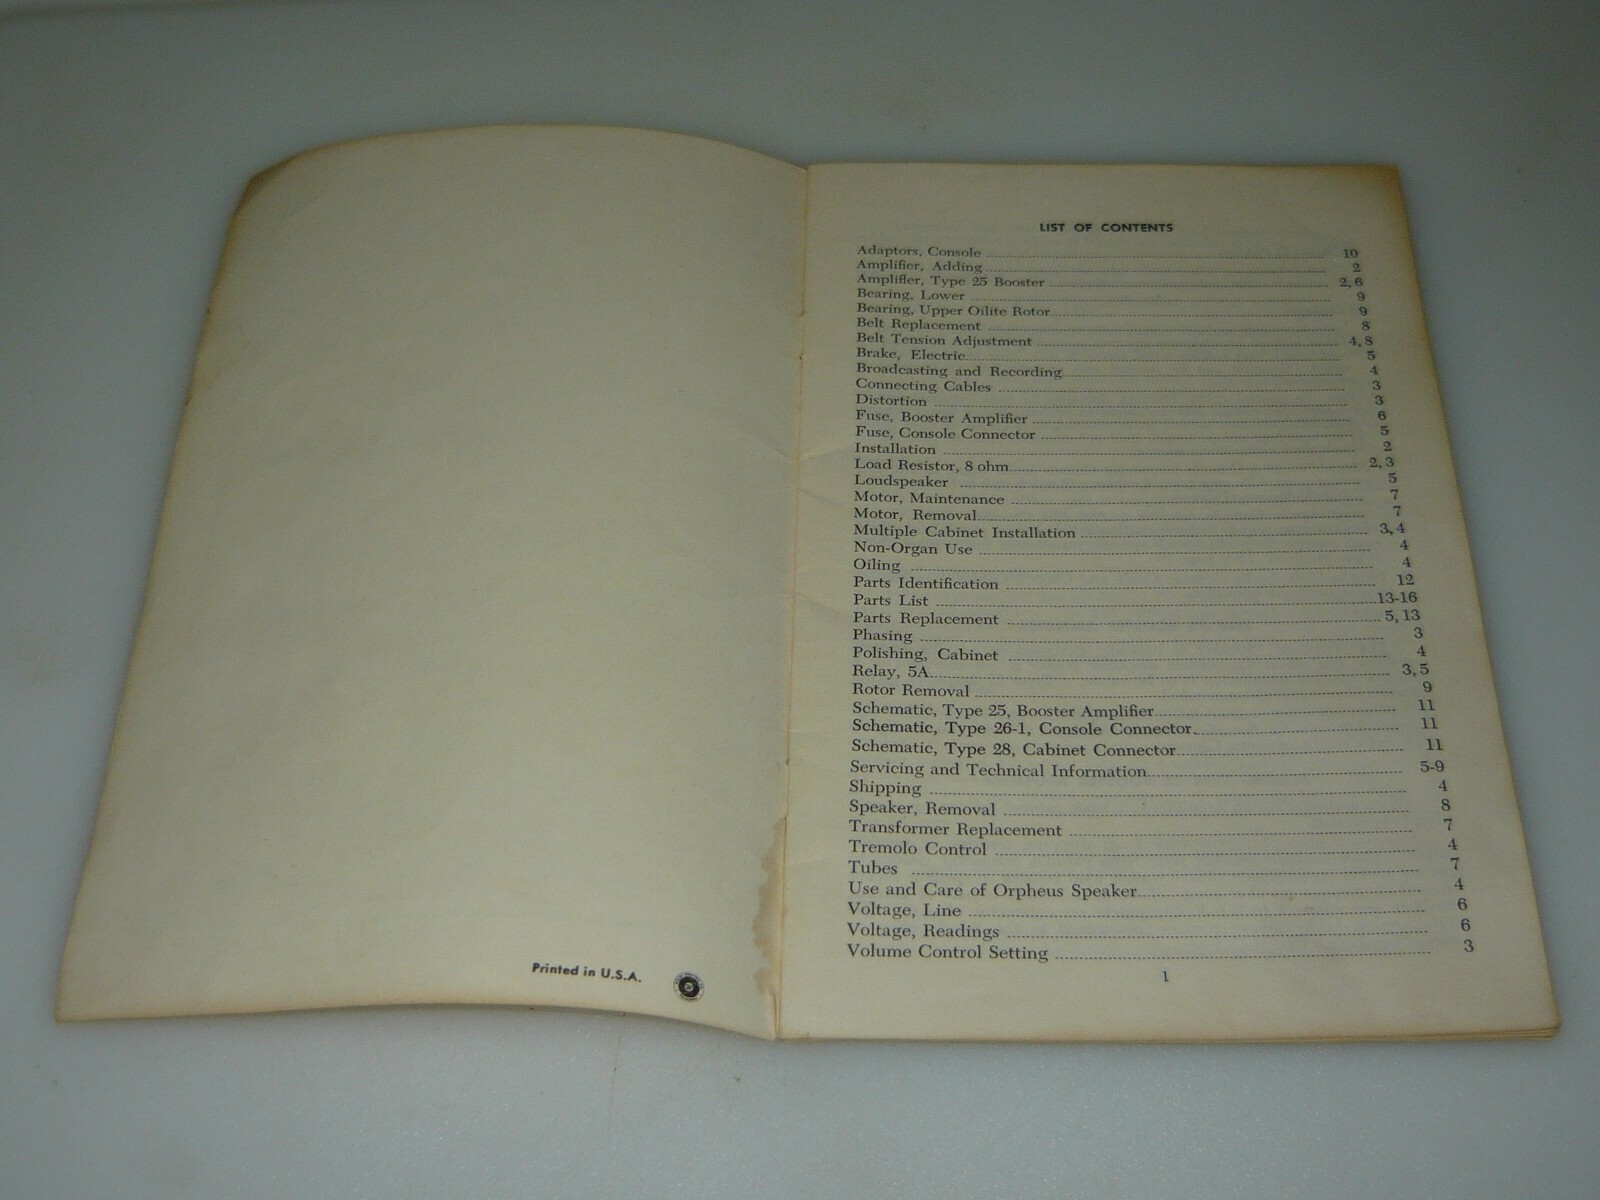 Printed in U.S.A.
LIST OF CONTENTS
Adaptors, Console 10
Amplifier, Adding 2
Amplifier, Type 25 Booster 2, 6
Bearing, Lower 9
Bearing, Upper Oilite Rotor 9
Belt Replacement 8
Belt Tension Adjustment 4, 8
Brake, Electric 5
Broadcasting and Recording 4
Connecting Cables 3
Distortion 3
Fuse, Booster Amplifier 6
Fuse, Console Connector 5
Installation 2
Load Resistor, 8 ohm 2, 3
Loudspeaker 5
Motor, Maintenance 7
Motor, Removal 7
Multiple Cabinet Installation 3, 4
Non-Organ Use 4
Oiling 4
Parts Identification 12
Parts List 13-16
Parts Replacement 5, 13
Phasing 3
Polishing, Cabinet 4
Relay, 5A 3, 5
Rotor Removal 9
Schematic, Type 25, Booster Amplifier 11
Schematic, Type 26-1, Console Connector 11
Schematic, Type 28, Cabinet Connector 11
Servicing and Technical Information 5-9
Shipping 4
Speaker, Removal 8
Transformer Replacement 7
Tremolo Control 4
Tubes 7
Use and Care of Orpheus Speaker 4
Voltage, Line 6
Voltage, Readings 6
Volume Control Setting 3
1